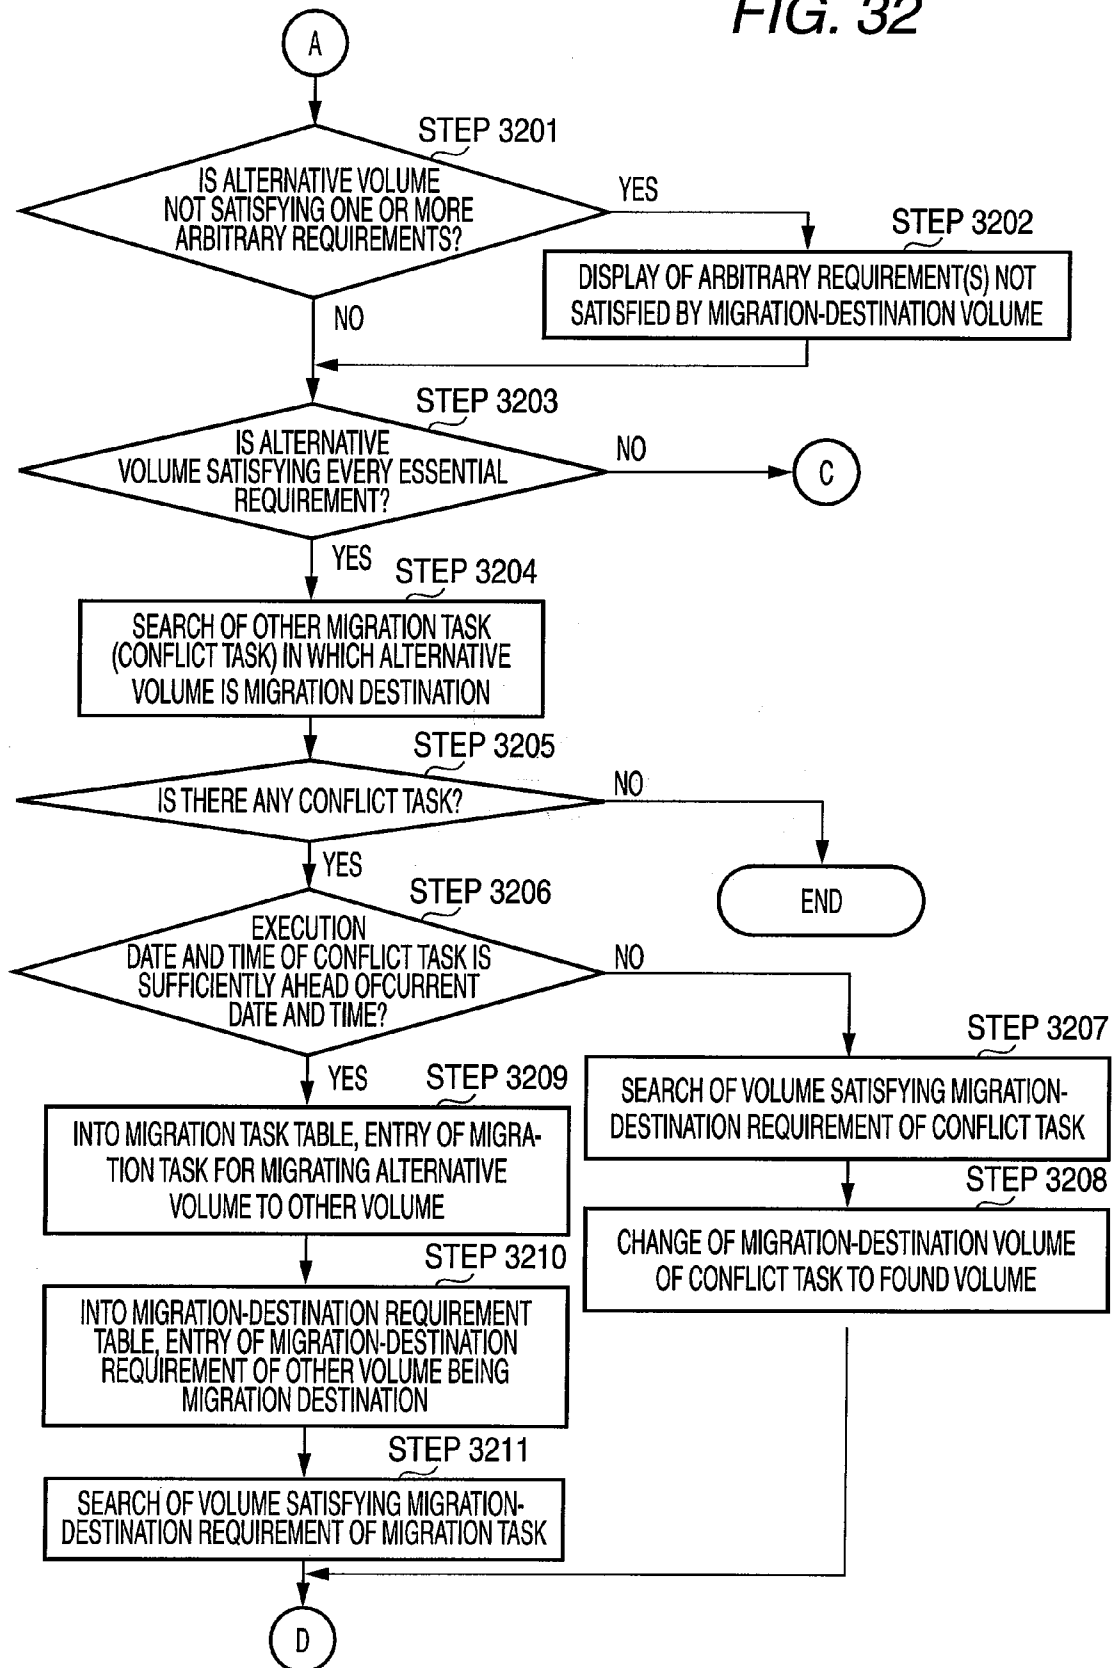 FIG. 32
A
STEP 3201
IS ALTERNATIVE VOLUME
NOT SATISFYING ONE OR MORE
ARBITRARY REQUIREMENTS?
YES
STEP 3202
DISPLAY OF ARBITRARY REQUIREMENT(S) NOT
SATISFIED BY MIGRATION-DESTINATION VOLUME
NO
STEP 3203
IS ALTERNATIVE
VOLUME SATISFYING EVERY ESSENTIAL
REQUIREMENT?
NO
C
YES
STEP 3204
SEARCH OF OTHER MIGRATION TASK
(CONFLICT TASK) IN WHICH ALTERNATIVE
VOLUME IS MIGRATION DESTINATION
STEP 3205
IS THERE ANY CONFLICT TASK?
NO
END
YES
STEP 3206
EXECUTION
DATE AND TIME OF CONFLICT TASK IS
SUFFICIENTLY AHEAD OFCURRENT
DATE AND TIME?
NO
STEP 3207
SEARCH OF VOLUME SATISFYING MIGRATION-
DESTINATION REQUIREMENT OF CONFLICT TASK
STEP 3208
CHANGE OF MIGRATION-DESTINATION VOLUME
OF CONFLICT TASK TO FOUND VOLUME
YES
STEP 3209
INTO MIGRATION TASK TABLE, ENTRY OF MIGRA-
TION TASK FOR MIGRATING ALTERNATIVE
VOLUME TO OTHER VOLUME
STEP 3210
INTO MIGRATION-DESTINATION REQUIREMENT
TABLE, ENTRY OF MIGRATION-DESTINATION
REQUIREMENT OF OTHER VOLUME BEING
MIGRATION DESTINATION
STEP 3211
SEARCH OF VOLUME SATISFYING MIGRATION-
DESTINATION REQUIREMENT OF MIGRATION TASK
D